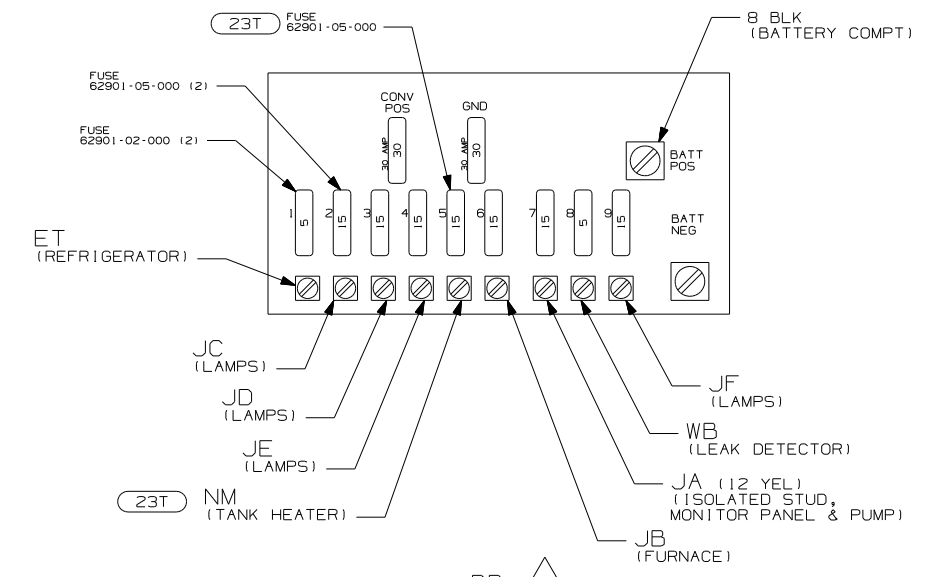 23T FUSE
62901-05-000
8 BLK
(BATTERY COMPT)
FUSE
62901-05-000 (2)
FUSE
62901-02-000 (2)
CONV
POS
GND
30 AMP
30
30 AMP
30
BATT
POS
1 5
2 15
3 15
4 15
5 15
6 15
7 15
8 5
9 15
BATT
NEG
ET
(REFRIGERATOR)
JC
(LAMPS)
JD
(LAMPS)
JE
(LAMPS)
23T NM
(TANK HEATER)
JF
(LAMPS)
WB
(LEAK DETECTOR)
JA (12 YEL)
(ISOLATED STUD,
MONITOR PANEL & PUMP)
JB
(FURNACE)